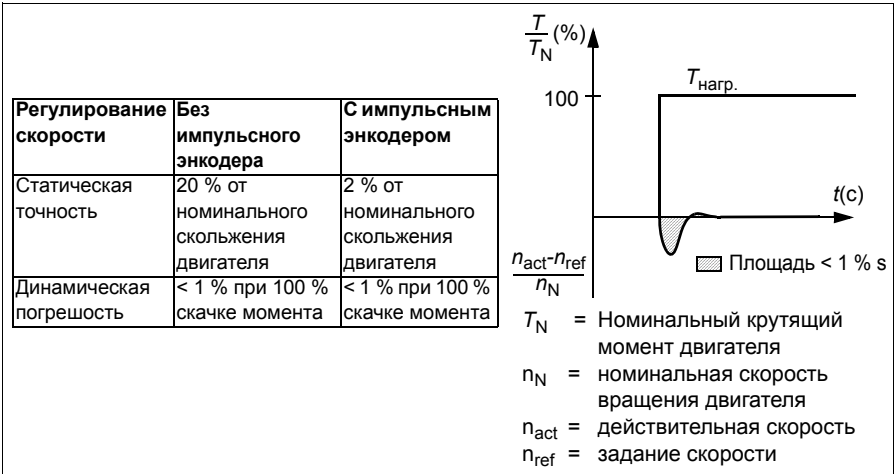 Регулирование скорости
Без импульсного энкодера
С импульсным энкодером
Статическая точность
20 % от номинального скольжения двигателя
2 % от номинального скольжения двигателя
Динамическая погрешость
< 1 % при 100 % скачке момента
< 1 % при 100 % скачке момента
T/T_N (%)
T_нагр.
100
t(с)
n_act-n_ref / n_N
Площадь < 1 % s
T_N = Номинальный крутящий
момент двигателя
n_N = номинальная скорость
вращения двигателя
n_act = действительная скорость
n_ref = задание скорости